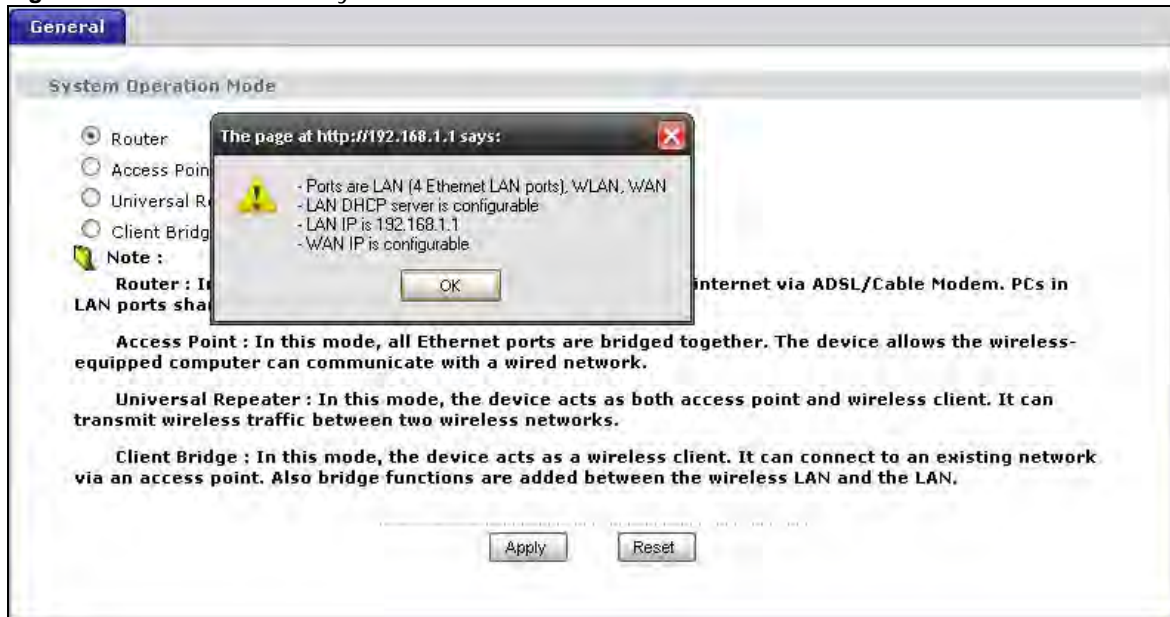 General
System Operation Mode
Router
Access Poin
Universal R
Client Bridg
The page at http://192.168.1.1 says:
- Ports are LAN (4 Ethernet LAN ports), WLAN, WAN
- LAN DHCP server is configurable
- LAN IP is 192.168.1.1
- WAN IP is configurable
OK
Note :
Router : I internet via ADSL/Cable Modem. PCs in
LAN ports sha
Access Point : In this mode, all Ethernet ports are bridged together. The device allows the wireless-
equipped computer can communicate with a wired network.
Universal Repeater : In this mode, the device acts as both access point and wireless client. It can
transmit wireless traffic between two wireless networks.
Client Bridge : In this mode, the device acts as a wireless client. It can connect to an existing network
via an access point. Also bridge functions are added between the wireless LAN and the LAN.
Apply
Reset